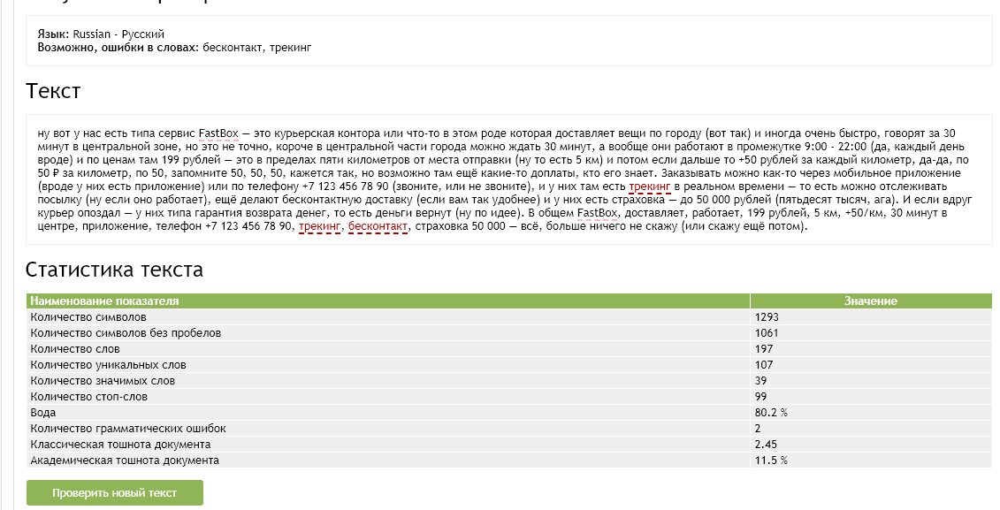 Язык: Russian - Русский
Возможно, ошибки в словах: бесконтакт, трекинг
Текст
ну вот у нас есть типа сервис FastBox — это курьерская контора или что-то в этом роде которая доставляет вещи по городу (вот так) и иногда очень быстро, говорят за 30
минут в центральной зоне, но это не точно, короче в центральной части города можно ждать 30 минут, а вообще они работают в промежутке 9:00 - 22:00 (да, каждый день
вроде) и по ценам там 199 рублей — это в пределах пяти километров от места отправки (ну то есть 5 км) и потом если дальше то +50 рублей за каждый километр, да-да, по
50 ₽ за километр, по 50, запомните 50, 50, 50, кажется так, но возможно там ещё какие-то доплаты, кто его знает. Заказывать можно как-то через мобильное приложение
(вроде у них есть приложение) или по телефону +7 123 456 78 90 (звоните, или не звоните), и у них там есть трекинг в реальном времени — то есть можно отслеживать
посылку (ну если оно работает), ещё делают бесконтактную доставку (если вам так удобнее) и у них есть страховка — до 50 000 рублей (пятьдесят тысяч, ага). И если вдруг
курьер опоздал — у них типа гарантия возврата денег, то есть деньги вернут (ну по идее). В общем FastBox, доставляет, работает, 199 рублей, 5 км, +50/км, 30 минут в
центре, приложение, телефон +7 123 456 78 90, трекинг, бесконтакт, страховка 50 000 — всё, больше ничего не скажу (или скажу ещё потом).
Статистика текста
Наименование показателя Значение
Количество символов 1293
Количество символов без пробелов 1061
Количество слов 197
Количество уникальных слов 107
Количество значимых слов 39
Количество стоп-слов 99
Вода 80.2 %
Количество грамматических ошибок 2
Классическая тошнота документа 2.45
Академическая тошнота документа 11.5 %
Проверить новый текст